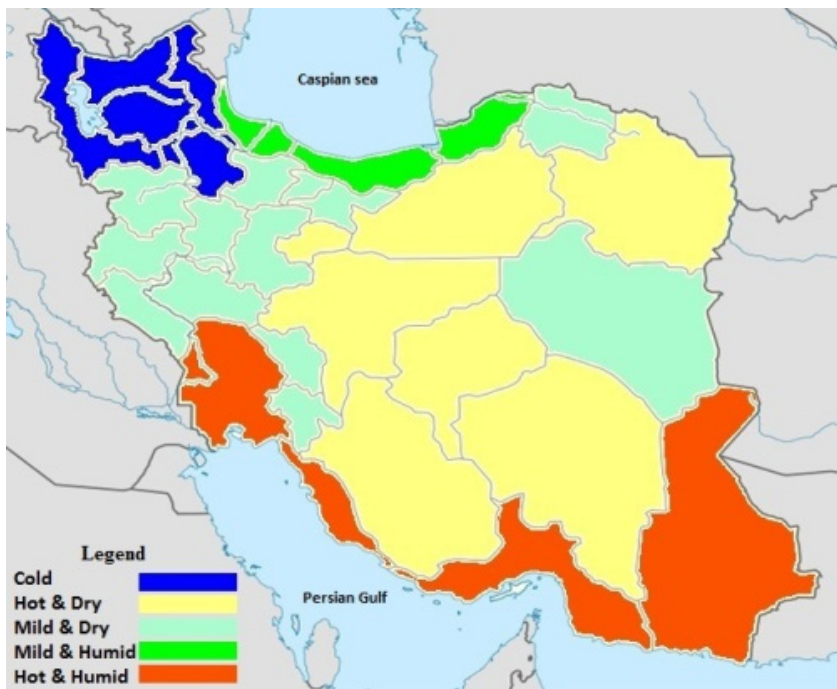 Caspian sea
Persian Gulf
Legend
Cold
Hot & Dry
Mild & Dry
Mild & Humid
Hot & Humid